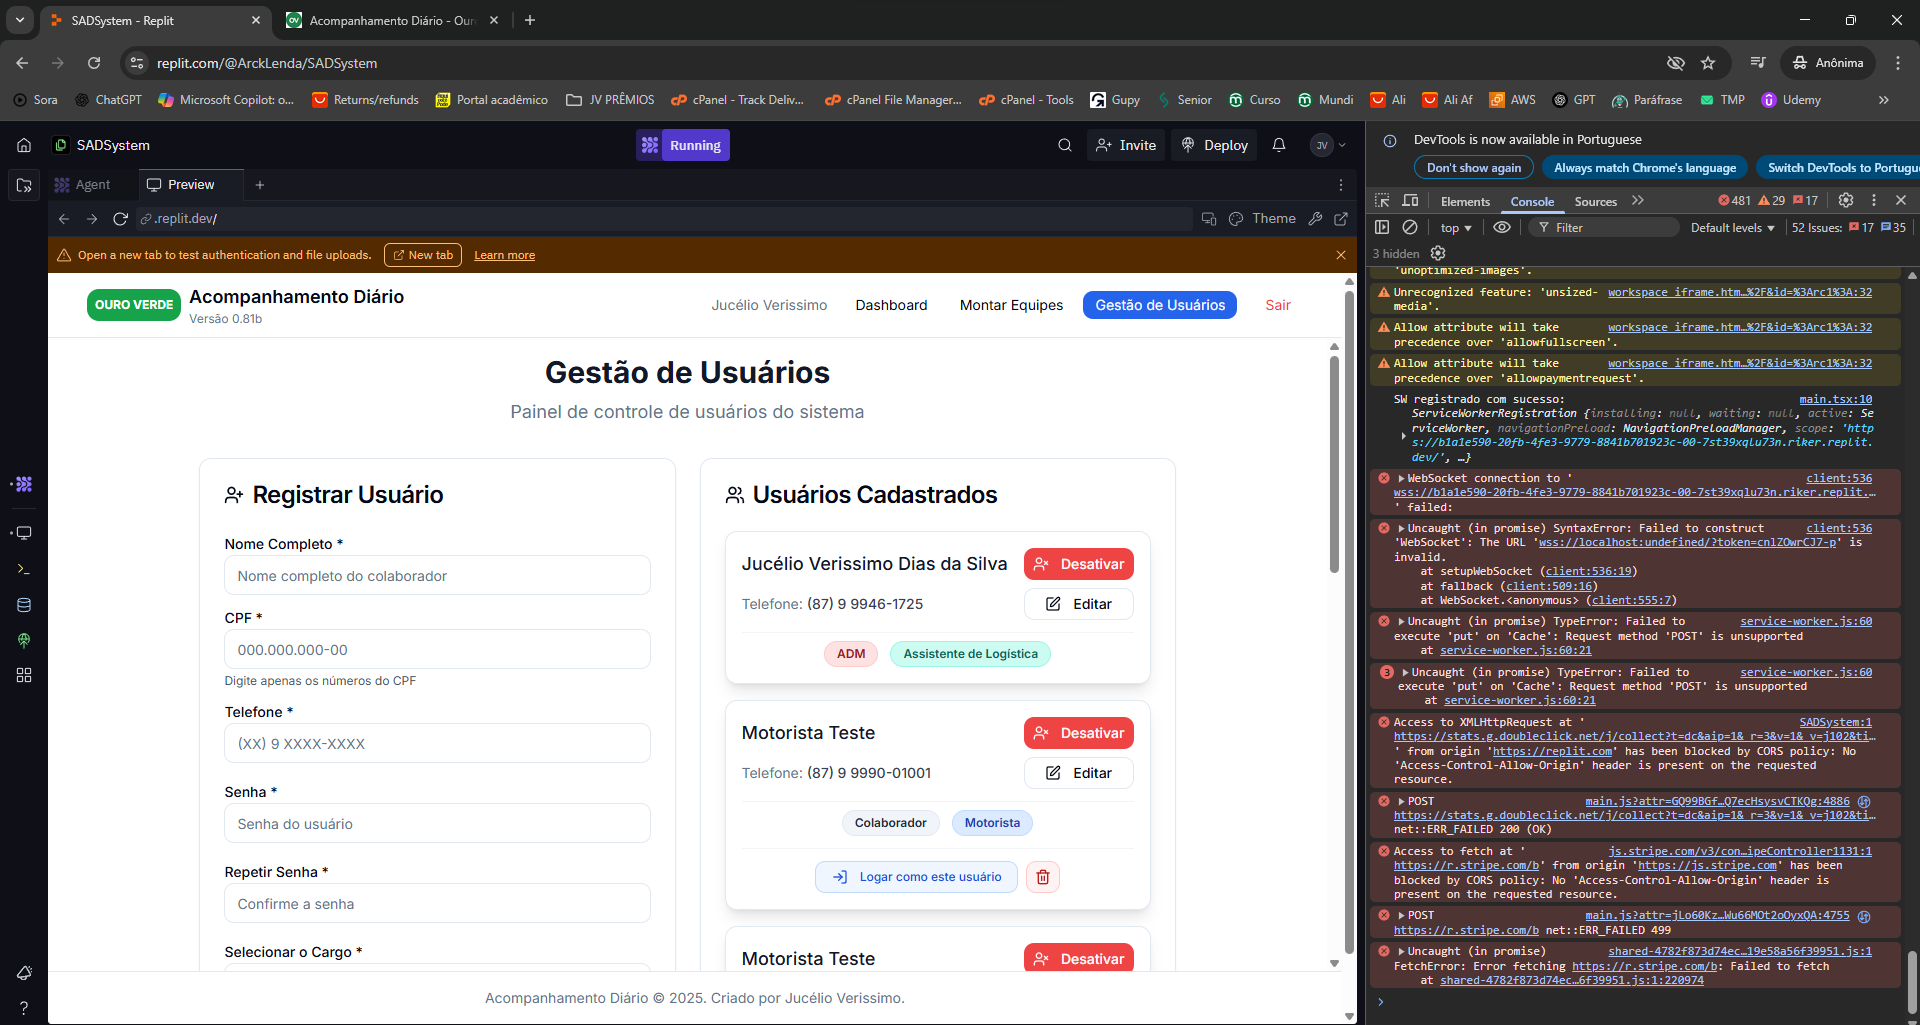 SADSystem - Replit
Acompanhamento Diário - Our
replit.com/@ArckLenda/SADSystem
Anônima
Sora
ChatGPT
Microsoft Copilot: o...
Returns/refunds
Portal acadêmico
JV PRÊMIOS
cPanel - Track Deliv...
cPanel File Manager...
cPanel - Tools
Gupy
Senior
Curso
Mundi
Ali
Ali Af
AWS
GPT
Paráfrase
TMP
Udemy
»
SADSystem
Running
Invite
Deploy
JV
Agent
Preview
.replit.dev/
Theme
Open a new tab to test authentication and file uploads.
New tab
Learn more
OURO VERDE
Acompanhamento Diário
Versão 0.81b
Jucélio Verissimo
Dashboard
Montar Equipes
Gestão de Usuários
Sair
Gestão de Usuários
Painel de controle de usuários do sistema
Registrar Usuário
Nome Completo *
Nome completo do colaborador
CPF *
000.000.000-00
Digite apenas os números do CPF
Telefone *
(XX) 9 XXXX-XXXX
Senha *
Senha do usuário
Repetir Senha *
Confirme a senha
Selecionar o Cargo *
Usuários Cadastrados
Jucélio Verissimo Dias da Silva
Desativar
Telefone: (87) 9 9946-1725
Editar
ADM
Assistente de Logística
Motorista Teste
Desativar
Telefone: (87) 9 9990-01001
Editar
Colaborador
Motorista
Logar como este usuário
Motorista Teste
Desativar
Acompanhamento Diário © 2025. Criado por Jucélio Verissimo.
DevTools is now available in Portuguese
Don't show again
Always match Chrome's language
Switch DevTools to Portugu
Elements
Console
Sources
»
481
29
17
top
Filter
Default levels
52 Issues: 17 35
3 hidden
'unoptimized-images'.
Unrecognized feature: 'unsized- workspace iframe.htm…%2F&id=%3Arc1%3A:32
media'.
Allow attribute will take workspace iframe.htm…%2F&id=%3Arc1%3A:32
precedence over 'allowfullscreen'.
Allow attribute will take workspace iframe.htm…%2F&id=%3Arc1%3A:32
precedence over 'allowpaymentrequest'.
SW registrado com sucesso: main.tsx:10
ServiceWorkerRegistration {installing: null, waiting: null, active: Se
rviceWorker, navigationPreload: NavigationPreloadManager, scope: 'http
s://b1a1e590-20fb-4fe3-9779-8841b701923c-00-7st39xqlu73n.riker.replit.
dev/', …}
WebSocket connection to ' client:536
wss://b1a1e590-20fb-4fe3-9779-8841b701923c-00-7st39xqlu73n.riker.replit.…
' failed:
Uncaught (in promise) SyntaxError: Failed to construct client:536
'WebSocket': The URL 'wss://localhost:undefined/?token=cnlZOwrCJ7-p' is
invalid.
at setupWebSocket (client:536:19)
at fallback (client:509:16)
at WebSocket.<anonymous> (client:555:7)
Uncaught (in promise) TypeError: Failed to service-worker.js:60
execute 'put' on 'Cache': Request method 'POST' is unsupported
at service-worker.js:60:21
3 Uncaught (in promise) TypeError: Failed to service-worker.js:60
execute 'put' on 'Cache': Request method 'POST' is unsupported
at service-worker.js:60:21
Access to XMLHttpRequest at ' SADSystem:1
https://stats.g.doubleclick.net/j/collect?t=dc&aip=1&_r=3&v=1&_v=j102&ti…
' from origin 'https://replit.com' has been blocked by CORS policy: No
'Access-Control-Allow-Origin' header is present on the requested
resource.
POST main.js?attr=GQ99BGf…Q7ecHsysvCTKQg:4886
https://stats.g.doubleclick.net/j/collect?t=dc&aip=1&_r=3&v=1&_v=j102&ti…
net::ERR_FAILED 200 (OK)
Access to fetch at ' js.stripe.com/v3/con…ipeController1131:1
https://r.stripe.com/b' from origin 'https://js.stripe.com' has been
blocked by CORS policy: No 'Access-Control-Allow-Origin' header is
present on the requested resource.
POST main.js?attr=jLo60Kz…Wu66MOt2oOyxQA:4755
https://r.stripe.com/b net::ERR_FAILED 499
Uncaught (in promise) shared-4782f873d74ec…19e58a56f39951.js:1
FetchError: Error fetching https://r.stripe.com/b: Failed to fetch
at shared-4782f873d74ec…6f39951.js:1:220974